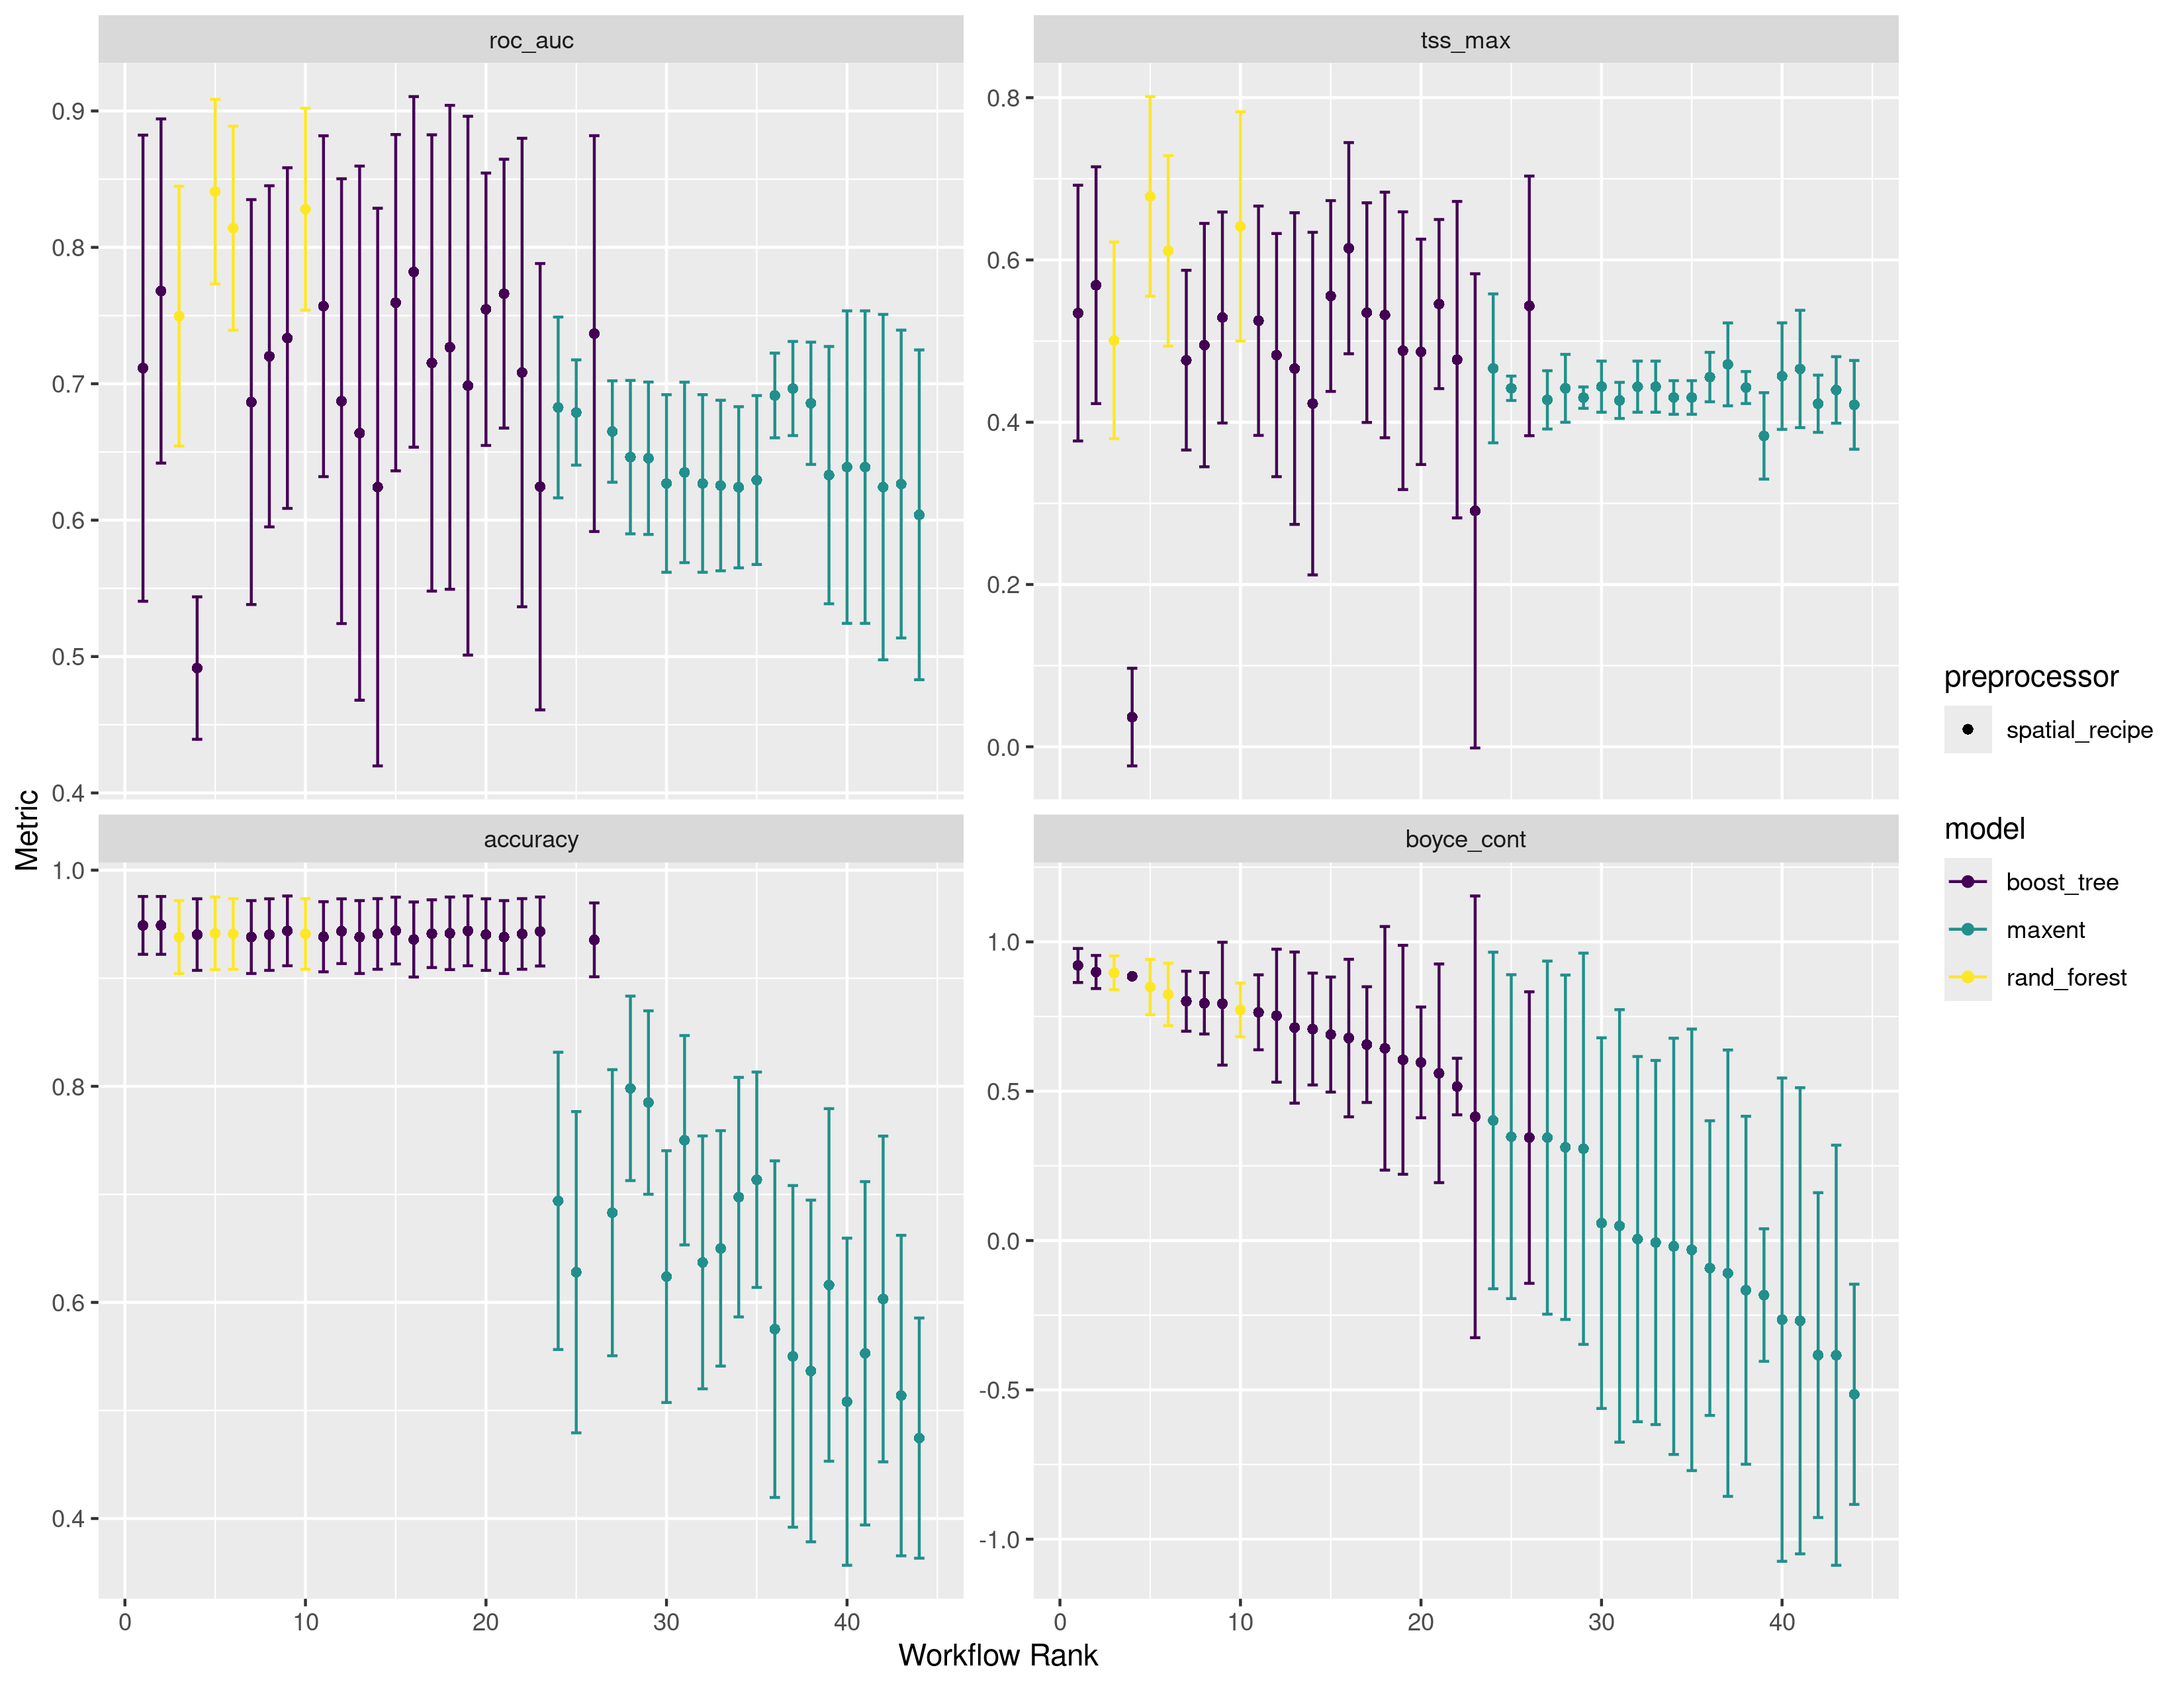 roc_auc
tss_max
0.9
0.8
0.7
0.6
0.5
0.4
0.8
0.6
0.4
0.2
0.0
accuracy
boyce_cont
1.0
0.8
0.6
0.4
1.0
0.5
0.0
-0.5
-1.0
0 10 20 30 40
0 10 20 30 40
Metric
Workflow Rank
preprocessor
spatial_recipe
model
boost_tree
maxent
rand_forest